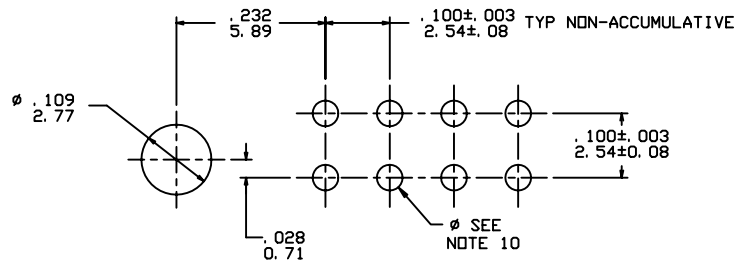 .232
5.89
.100±.003 TYP NON-ACCUMULATIVE
2.54±.08
ø .109
2.77
.100±.003
2.54±0.08
.028
0.71
ø SEE
NOTE 10